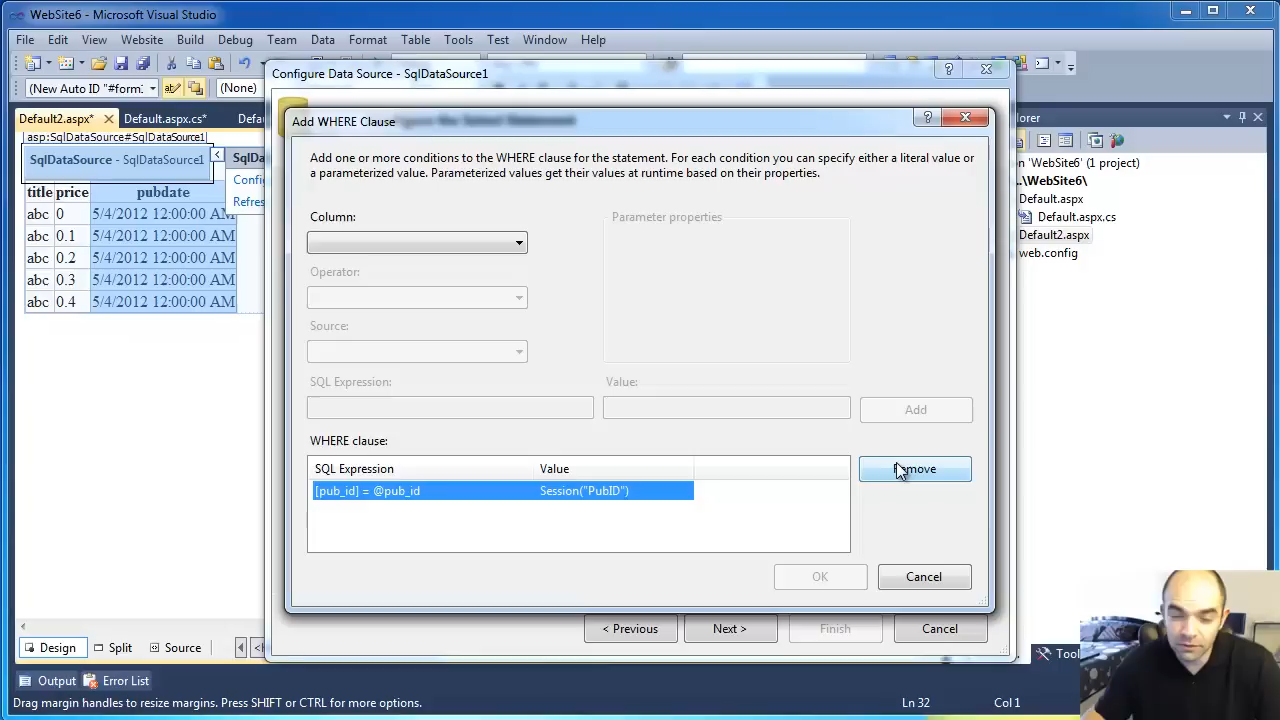 WebSite6 - Microsoft Visual Studio
File Edit View Website Build Debug Team Data Format Table Tools Test Window Help
(New Auto ID "#form: (None)
Configure Data Source - SqlDataSource1
Default2.aspx* Default.aspx.cs* Defau
Add WHERE Clause
asp:SqlDataSource#SqlDataSource1
SqlDataSource - SqlDataSource1
SqlDa
Config
Refres
title price pubdate
abc 0 5/4/2012 12:00:00 AM
abc 0.1 5/4/2012 12:00:00 AM
abc 0.2 5/4/2012 12:00:00 AM
abc 0.3 5/4/2012 12:00:00 AM
abc 0.4 5/4/2012 12:00:00 AM
Add one or more conditions to the WHERE clause for the statement. For each condition you can specify either a literal value or
a parameterized value. Parameterized values get their values at runtime based on their properties.
Column:
Parameter properties
Operator:
Source:
SQL Expression:
Value:
Add
WHERE clause:
SQL Expression Value
[pub_id] = @pub_id Session("PubID")
Remove
OK Cancel
< Previous Next > Finish Cancel
lorer
on 'WebSite6' (1 project)
..\WebSite6\
Default.aspx
Default.aspx.cs
Default2.aspx
web.config
Design Split Source
Tool
Output Error List
Drag margin handles to resize margins. Press SHIFT or CTRL for more options.
Ln 32 Col 1